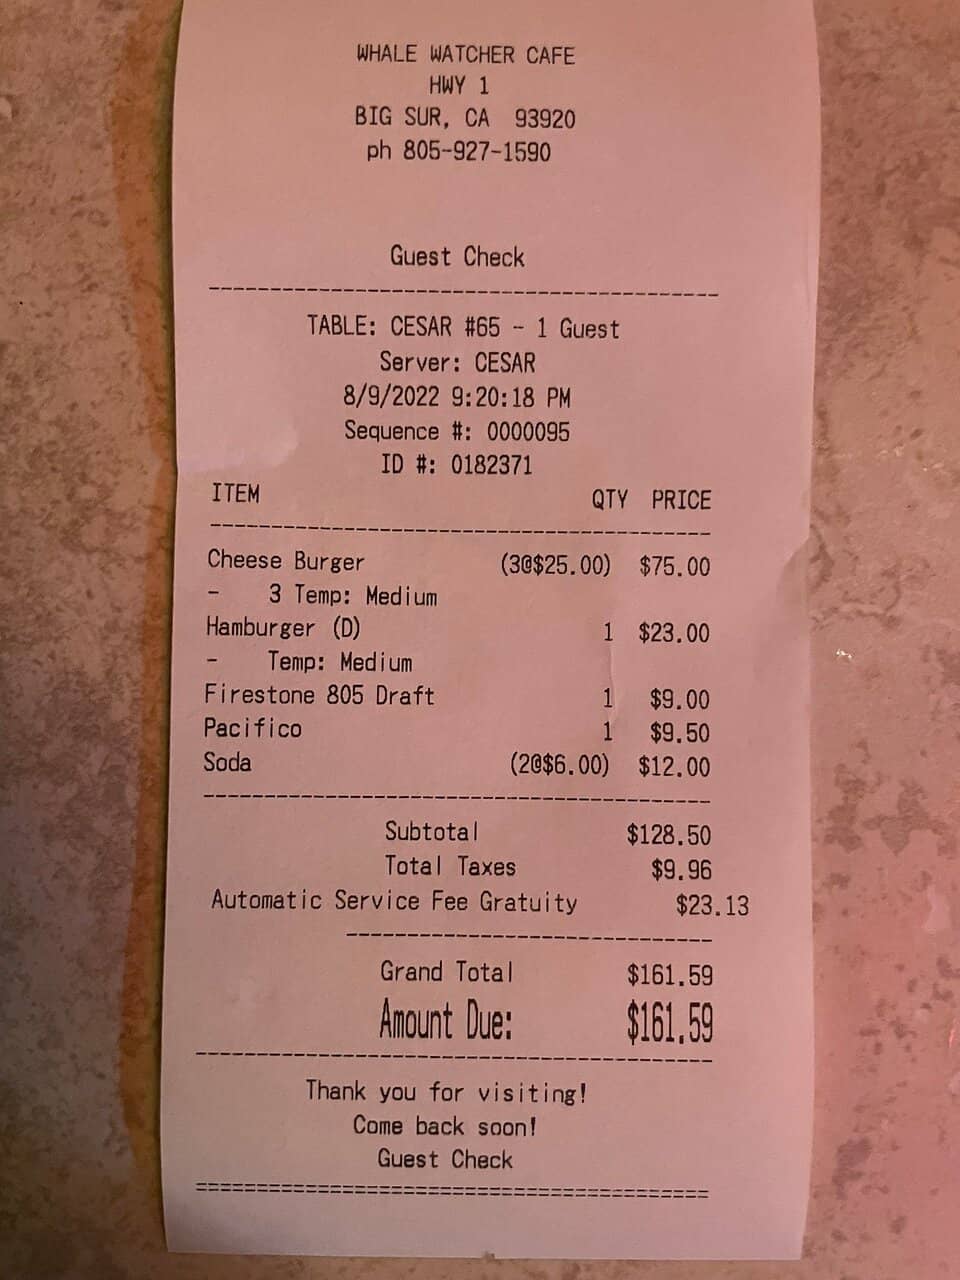 WHALE WATCHER CAFE
HWY 1
BIG SUR, CA 93920
ph 805-927-1590
Guest Check
TABLE: CESAR #65 - 1 Guest
Server: CESAR
8/9/2022 9:20:18 PM
Sequence #: 0000095
ID #: 0182371
ITEM QTY PRICE
Cheese Burger (3@$25.00) $75.00
- 3 Temp: Medium
Hamburger (D) 1 $23.00
- Temp: Medium
Firestone 805 Draft 1 $9.00
Pacifico 1 $9.50
Soda (2@$6.00) $12.00
Subtotal $128.50
Total Taxes $9.96
Automatic Service Fee Gratuity $23.13
Grand Total $161.59
Amount Due: $161.59
Thank you for visiting!
Come back soon!
Guest Check